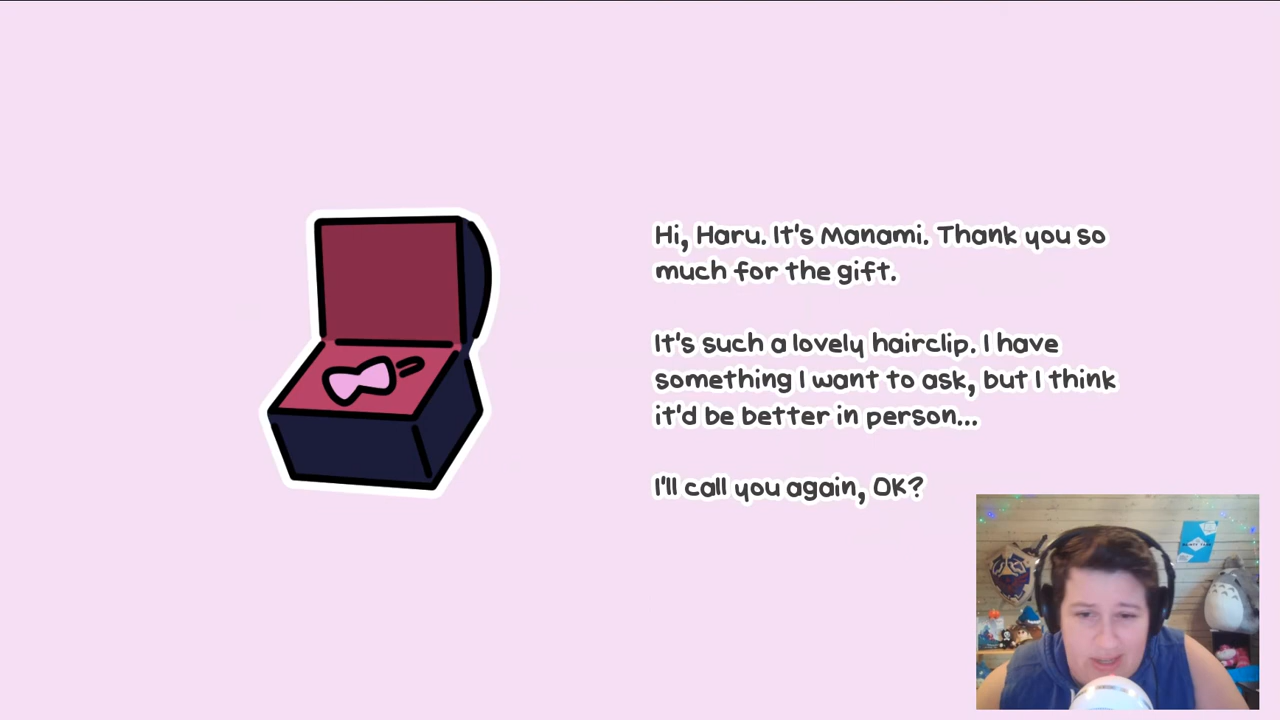 Hi, Haru. It's Manami. Thank you so
much for the gift.
It's such a lovely hairclip. I have
something I want to ask, but I think
it'd be better in person...
I'll call you again, OK?